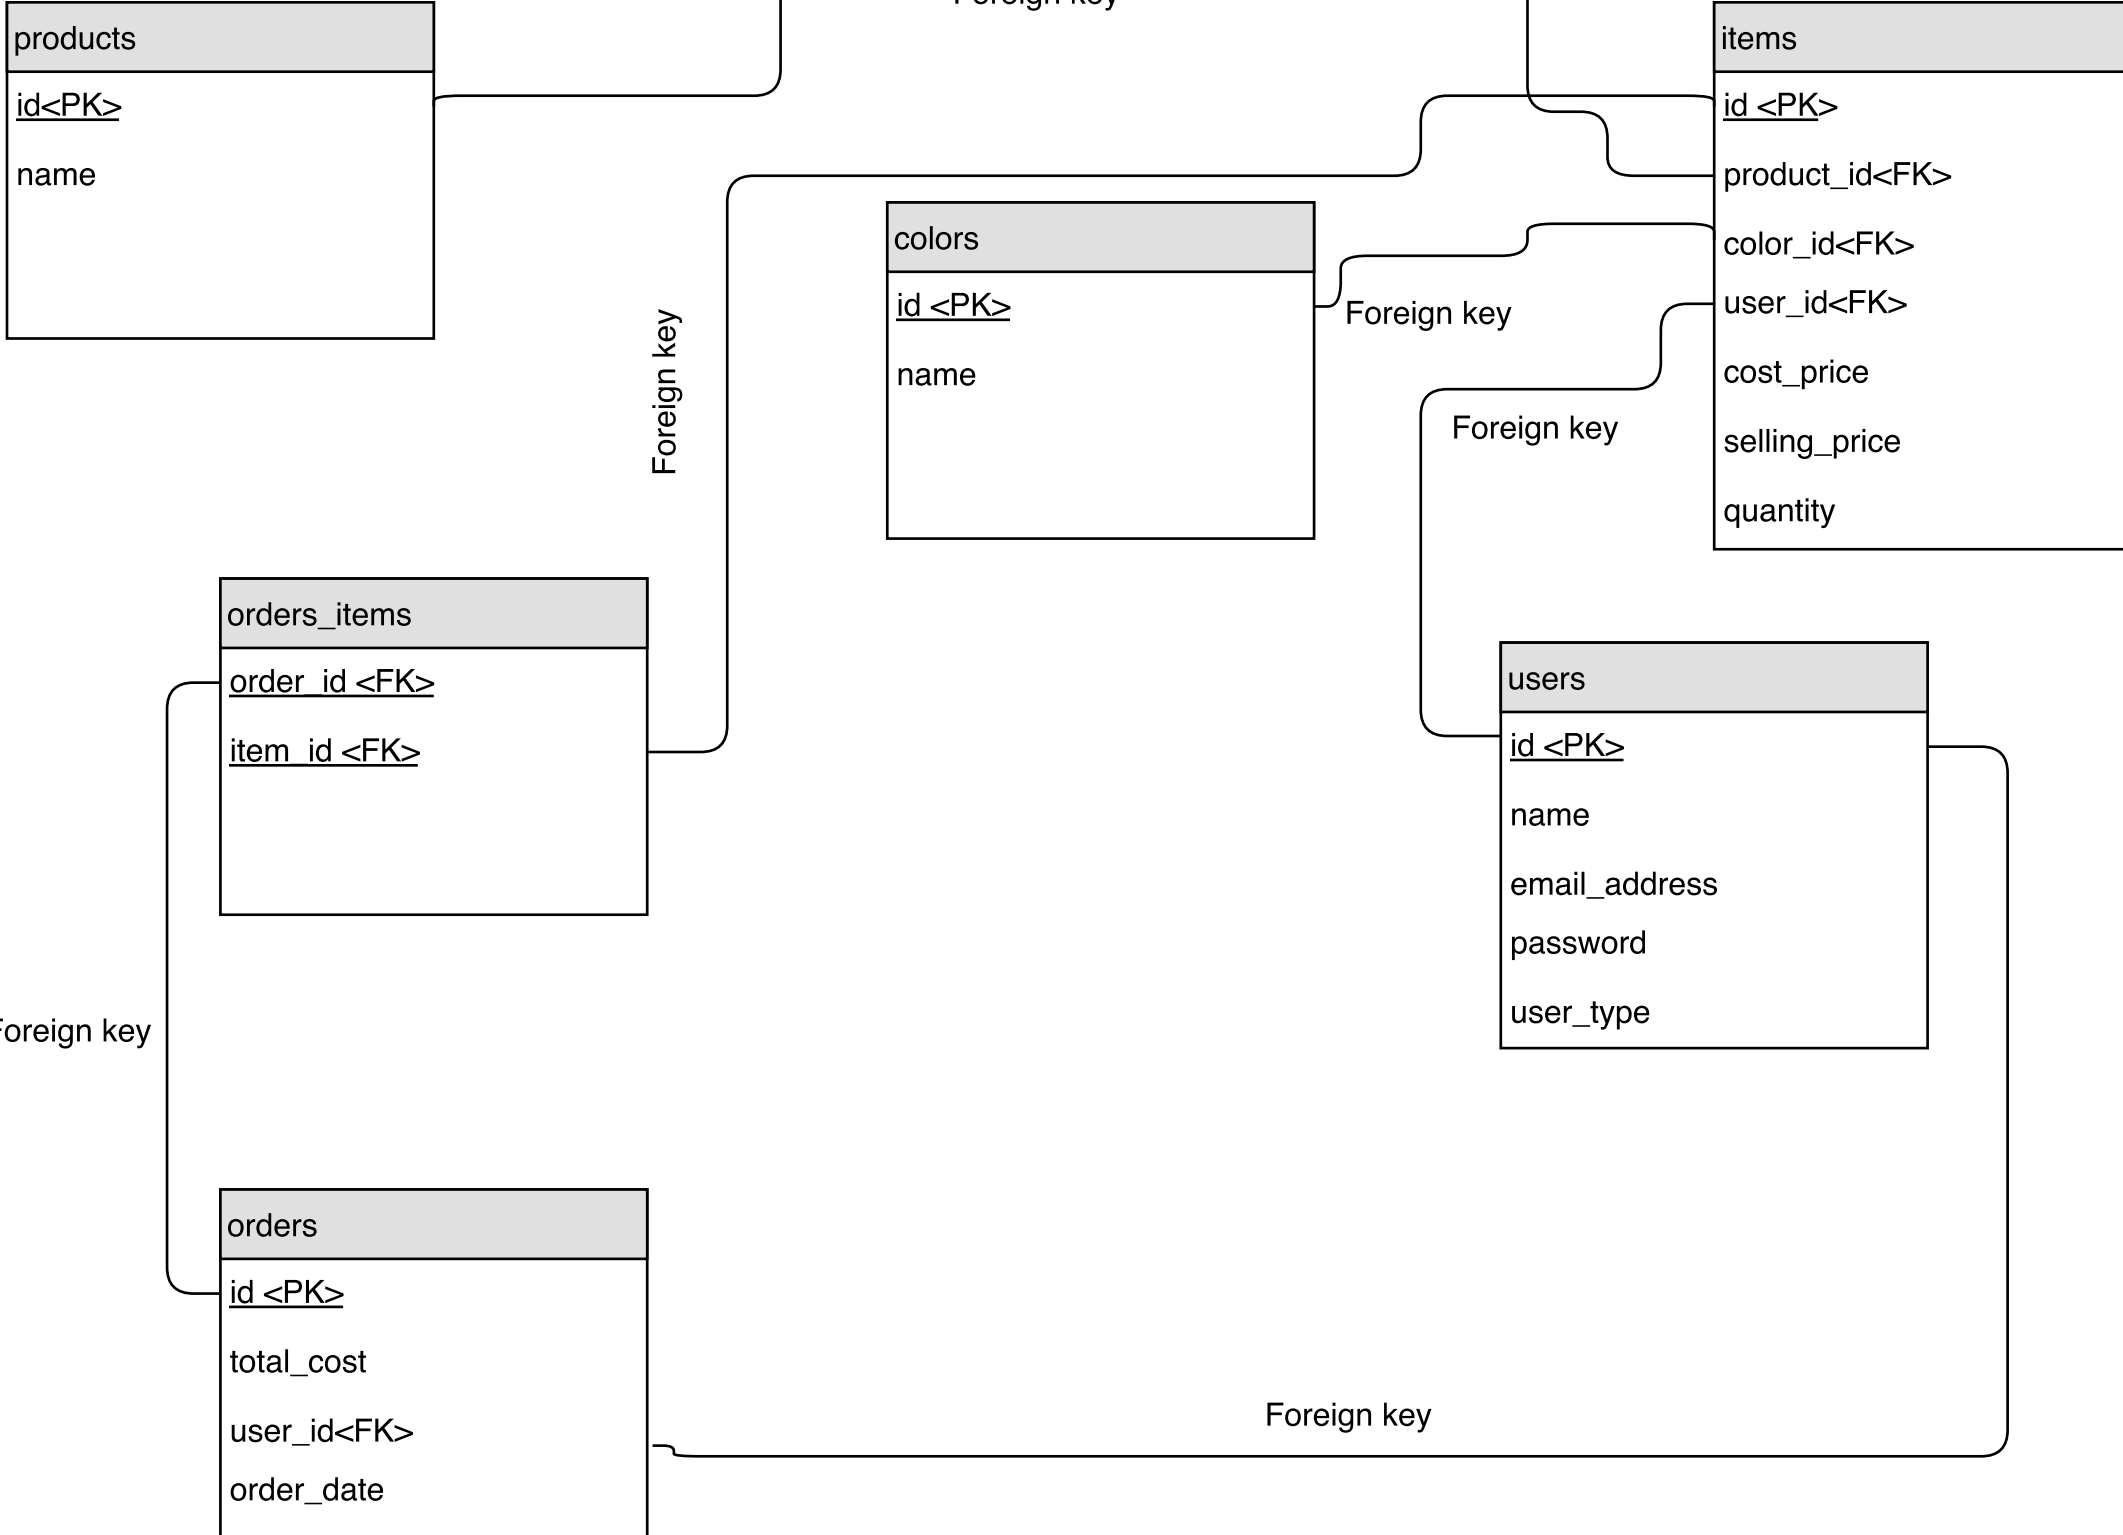 Foreign key
products
id<PK>
name
items
id <PK>
product_id<FK>
color_id<FK>
user_id<FK>
cost_price
selling_price
quantity
colors
id <PK>
name
Foreign key
Foreign key
Foreign key
orders_items
order_id <FK>
item_id <FK>
users
id <PK>
name
email_address
password
user_type
Foreign key
orders
id <PK>
total_cost
user_id<FK>
order_date
Foreign key